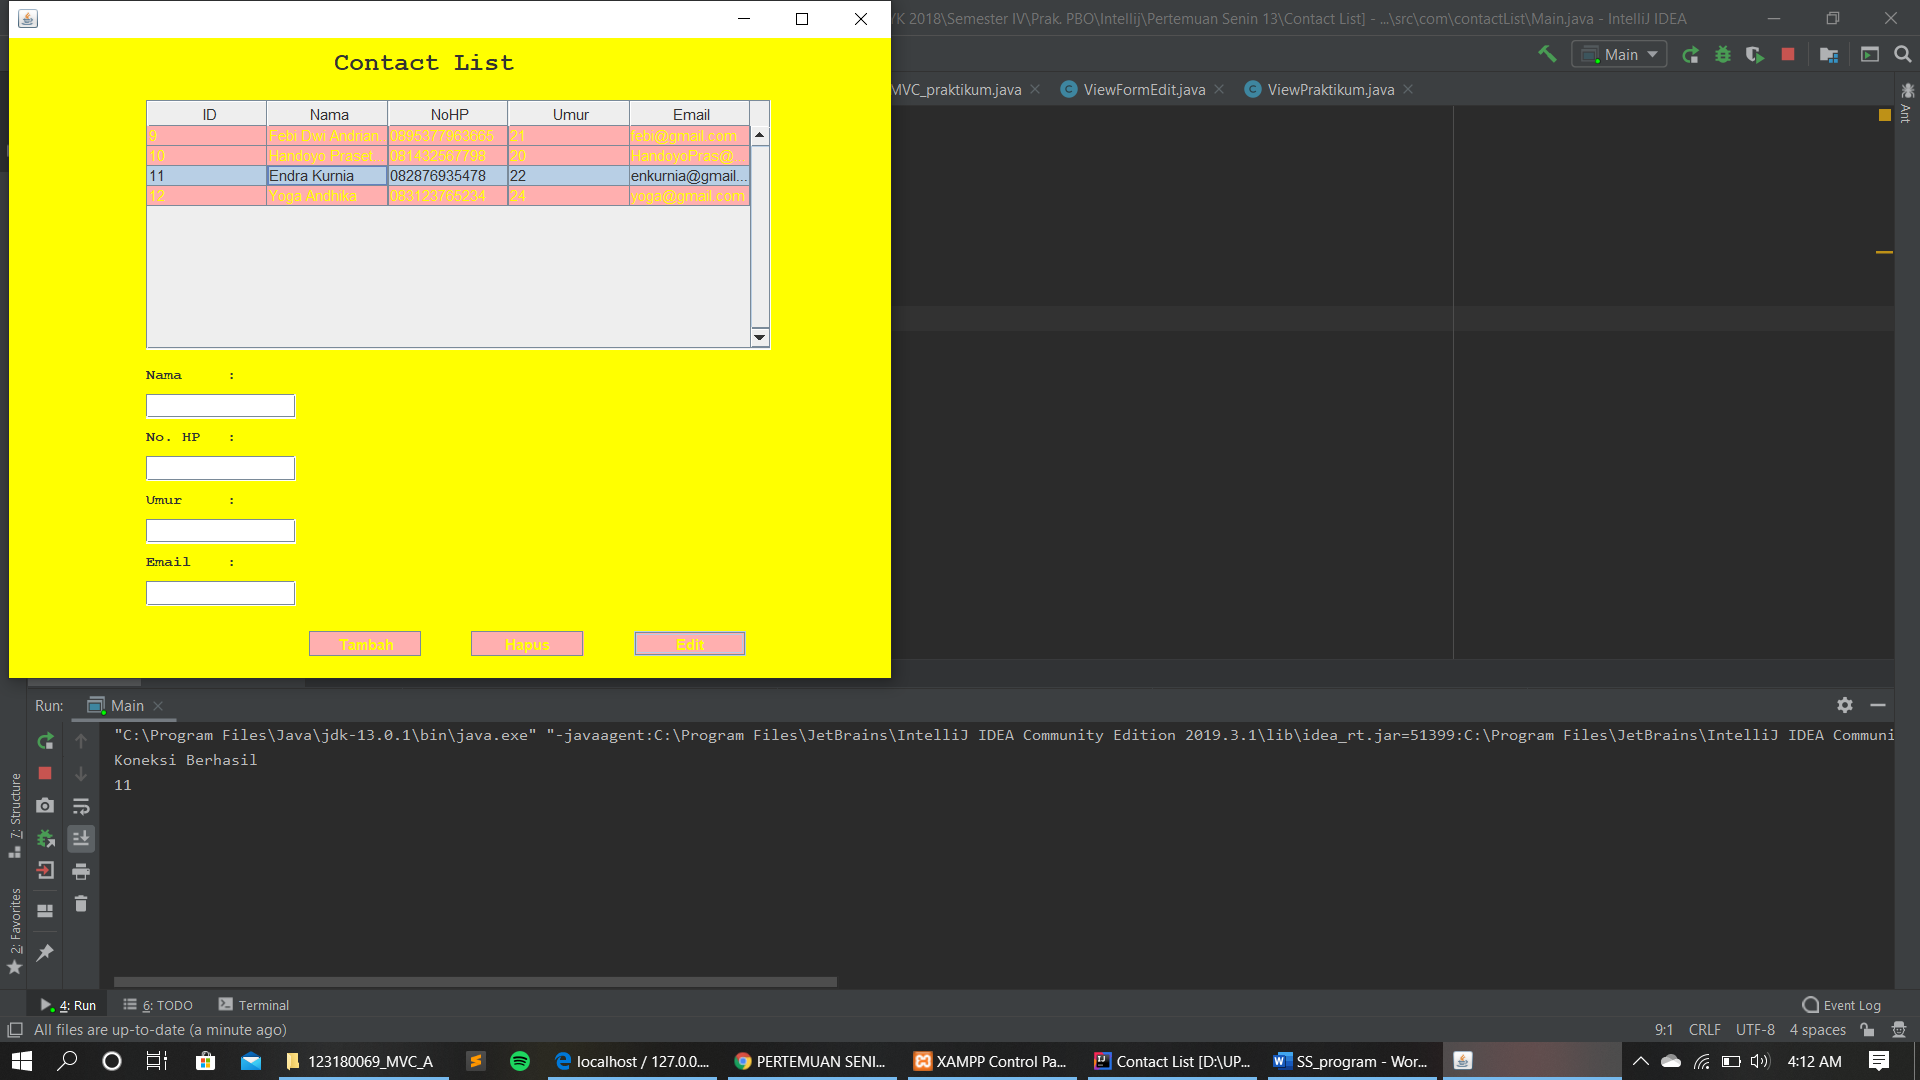 K 2018\Semester IV\Prak. PBO\Intellij\Pertemuan Senin 13\Contact List] - ...\src\com\contactList\Main.java - IntelliJ IDEA
Main
MVC_praktikum.java
ViewFormEdit.java
ViewPraktikum.java
Ant
Contact List
ID Nama NoHP Umur Email
9 Febi Dwi Andrian... 0895377963665 21 febi@gmail.com
10 Handoyo Praset... 081432567798 20 HandoyoPras@...
11 Endra Kurnia 082876935478 22 enkurnia@gmail...
12 Yoga Andhika 083123765234 24 yoga@gmail.com
Nama :
No. HP :
Umur :
Email :
Tambah Hapus Edit
Run: Main
"C:\Program Files\Java\jdk-13.0.1\bin\java.exe" "-javaagent:C:\Program Files\JetBrains\IntelliJ IDEA Community Edition 2019.3.1\lib\idea_rt.jar=51399:C:\Program Files\JetBrains\IntelliJ IDEA Communi
Koneksi Berhasil
11
7: Structure
2: Favorites
4: Run 6: TODO Terminal Event Log
All files are up-to-date (a minute ago) 9:1 CRLF UTF-8 4 spaces
123180069_MVC_A localhost / 127.0.0.... PERTEMUAN SENI... XAMPP Control Pa... Contact List [D:\UP... SS_program - Wor... 4:12 AM